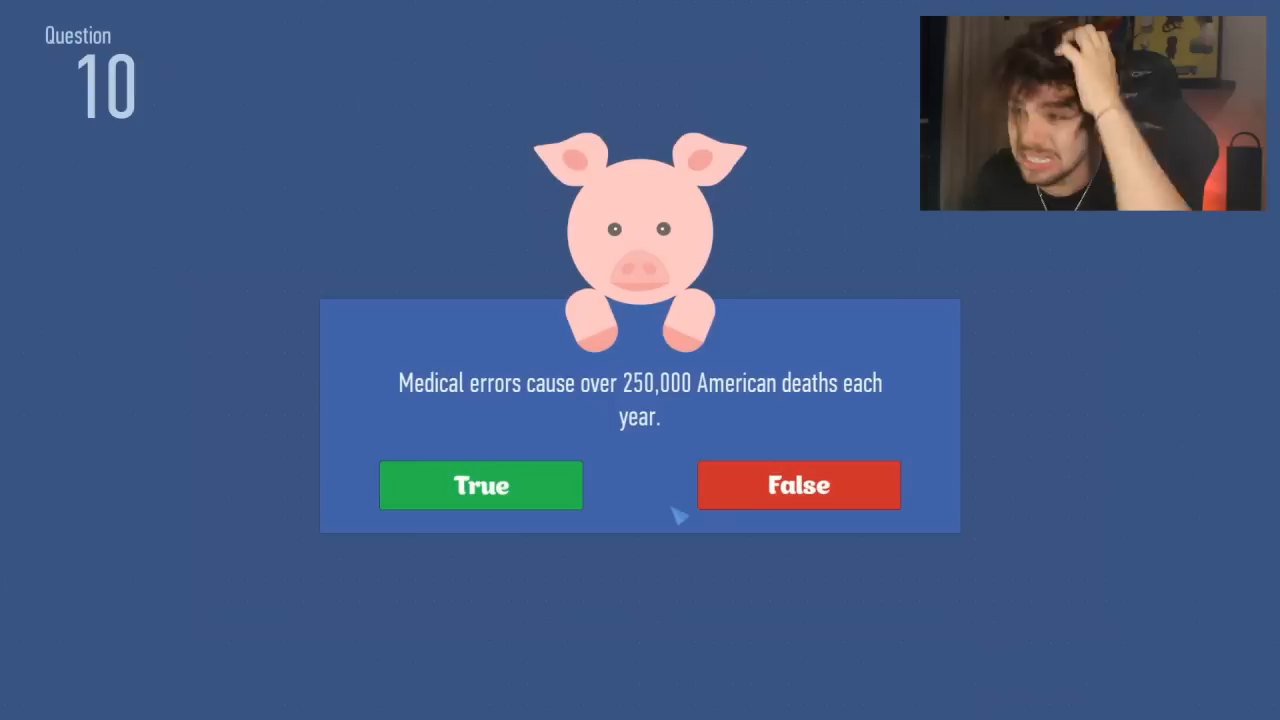 Question
10
Medical errors cause over 250,000 American deaths each
year.
True
False